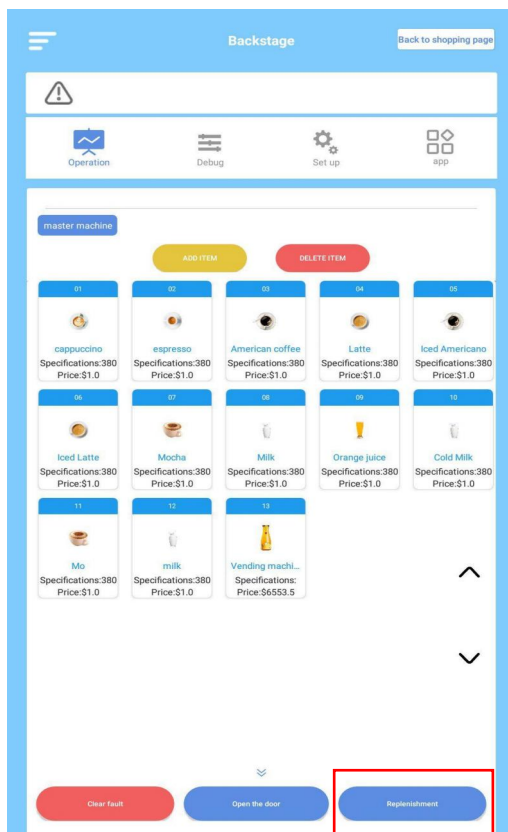 Backstage
Back to shopping page
Operation
Debug
Set up
app
master machine
ADD ITEM
DELETE ITEM
01
cappuccino
Specifications:380
Price:$1.0
02
espresso
Specifications:380
Price:$1.0
03
American coffee
Specifications:380
Price:$1.0
04
Latte
Specifications:380
Price:$1.0
05
Iced Americano
Specifications:380
Price:$1.0
06
Iced Latte
Specifications:380
Price:$1.0
07
Mocha
Specifications:380
Price:$1.0
08
Milk
Specifications:380
Price:$1.0
09
Orange juice
Specifications:380
Price:$1.0
10
Cold Milk
Specifications:380
Price:$1.0
11
Mo
Specifications:380
Price:$1.0
12
milk
Specifications:380
Price:$1.0
13
Vending machi...
Specifications:
Price:$6553.5
Clear fault
Open the door
Replenishment